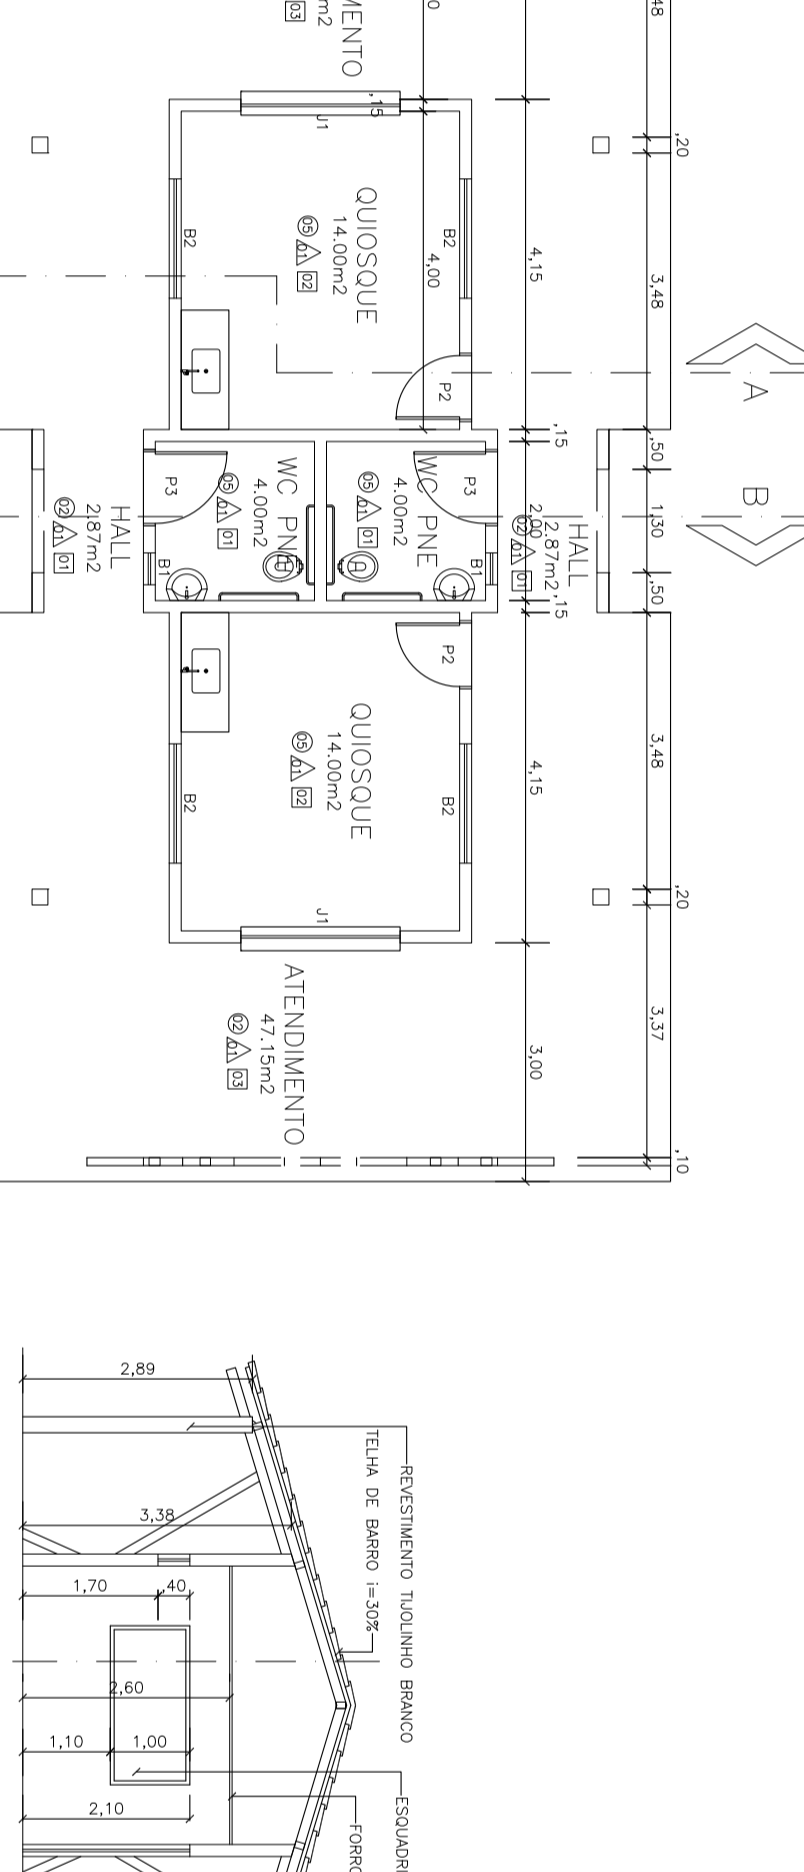 MENTO
m2
03
0
,48
,15
J1
,20
QUIOSQUE
14.00m2
05 01 02
B2
B2
4,00
4,15
3,48
P2
A
,15
,50
WC PNE
4.00m2
05 01 01
P3
B1
WC PNE
4.00m2
05 01 01
P3
B1
HALL
2.87m2
02 01 01
HALL
2.87m2
02 01 01
2,00
1,30
B
,15
,50
P2
QUIOSQUE
14.00m2
05 01 02
B2
B2
4,15
3,48
J1
,20
ATENDIMENTO
47.15m2
02 01 03
3,00
3,37
,10
2,89
REVESTIMENTO TIJOLINHO BRANCO
TELHA DE BARRO i=30%
3,38
1,70
,40
2,60
1,10
1,00
2,10
ESQUADRI
FORRO